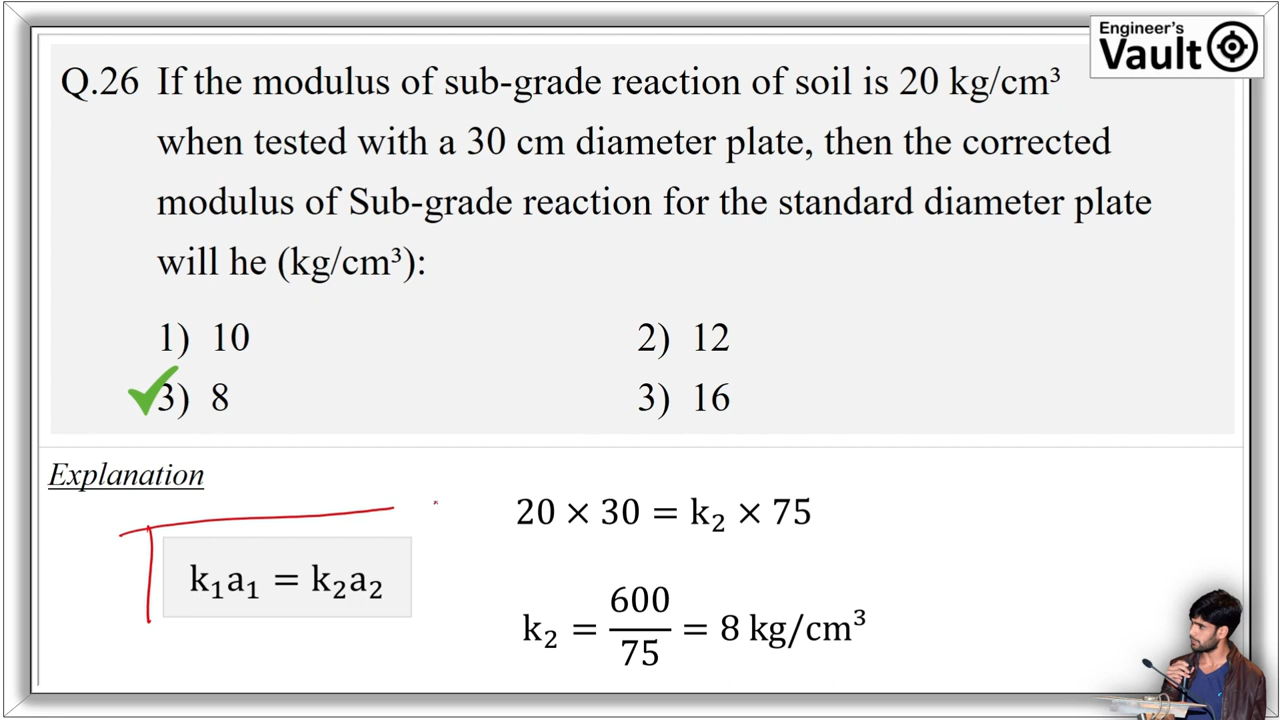 Engineer's
Vault
Q.26 If the modulus of sub-grade reaction of soil is 20 kg/cm³
when tested with a 30 cm diameter plate, then the corrected
modulus of Sub-grade reaction for the standard diameter plate
will he (kg/cm³):
1) 10
2) 12
3) 8
3) 16
Explanation
k₁a₁ = k₂a₂
20 × 30 = k₂ × 75
k₂ = 600/75 = 8 kg/cm³